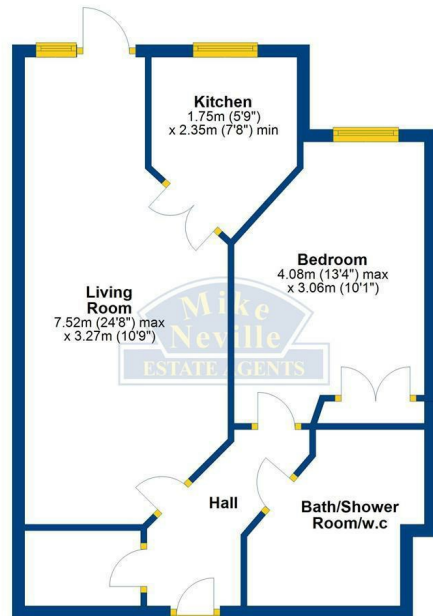 Kitchen
1.75m (5'9")
x 2.35m (7'8") min
Bedroom
4.08m (13'4") max
x 3.06m (10'1")
Living
Room
7.52m (24'8") max
x 3.27m (10'9")
Mike
Neville
ESTATE AGENTS
Hall
Bath/Shower
Room/w.c